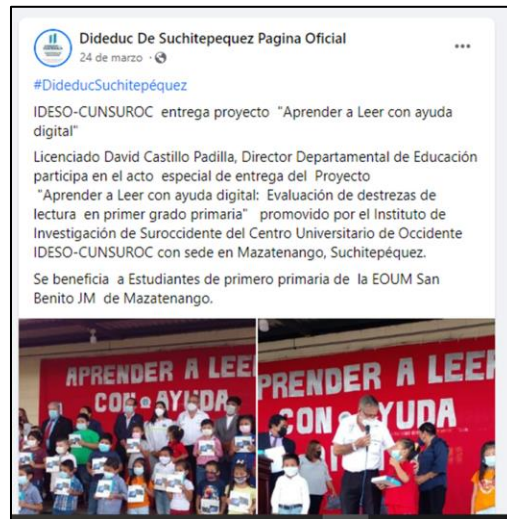 Dideduc De Suchitepequez Pagina Oficial
24 de marzo ·
#DideducSuchitepéquez
IDESO-CUNSUROC entrega proyecto "Aprender a Leer con ayuda
digital"
Licenciado David Castillo Padilla, Director Departamental de Educación
participa en el acto especial de entrega del Proyecto
"Aprender a Leer con ayuda digital: Evaluación de destrezas de
lectura en primer grado primaria" promovido por el Instituto de
Investigación de Suroccidente del Centro Universitario de Occidente
IDESO-CUNSUROC con sede en Mazatenango, Suchitepéquez.
Se beneficia a Estudiantes de primero primaria de la EOUM San
Benito JM de Mazatenango.
APRENDER A LEE
CON AYUDA
PRENDER A LEER
CON AYUDA